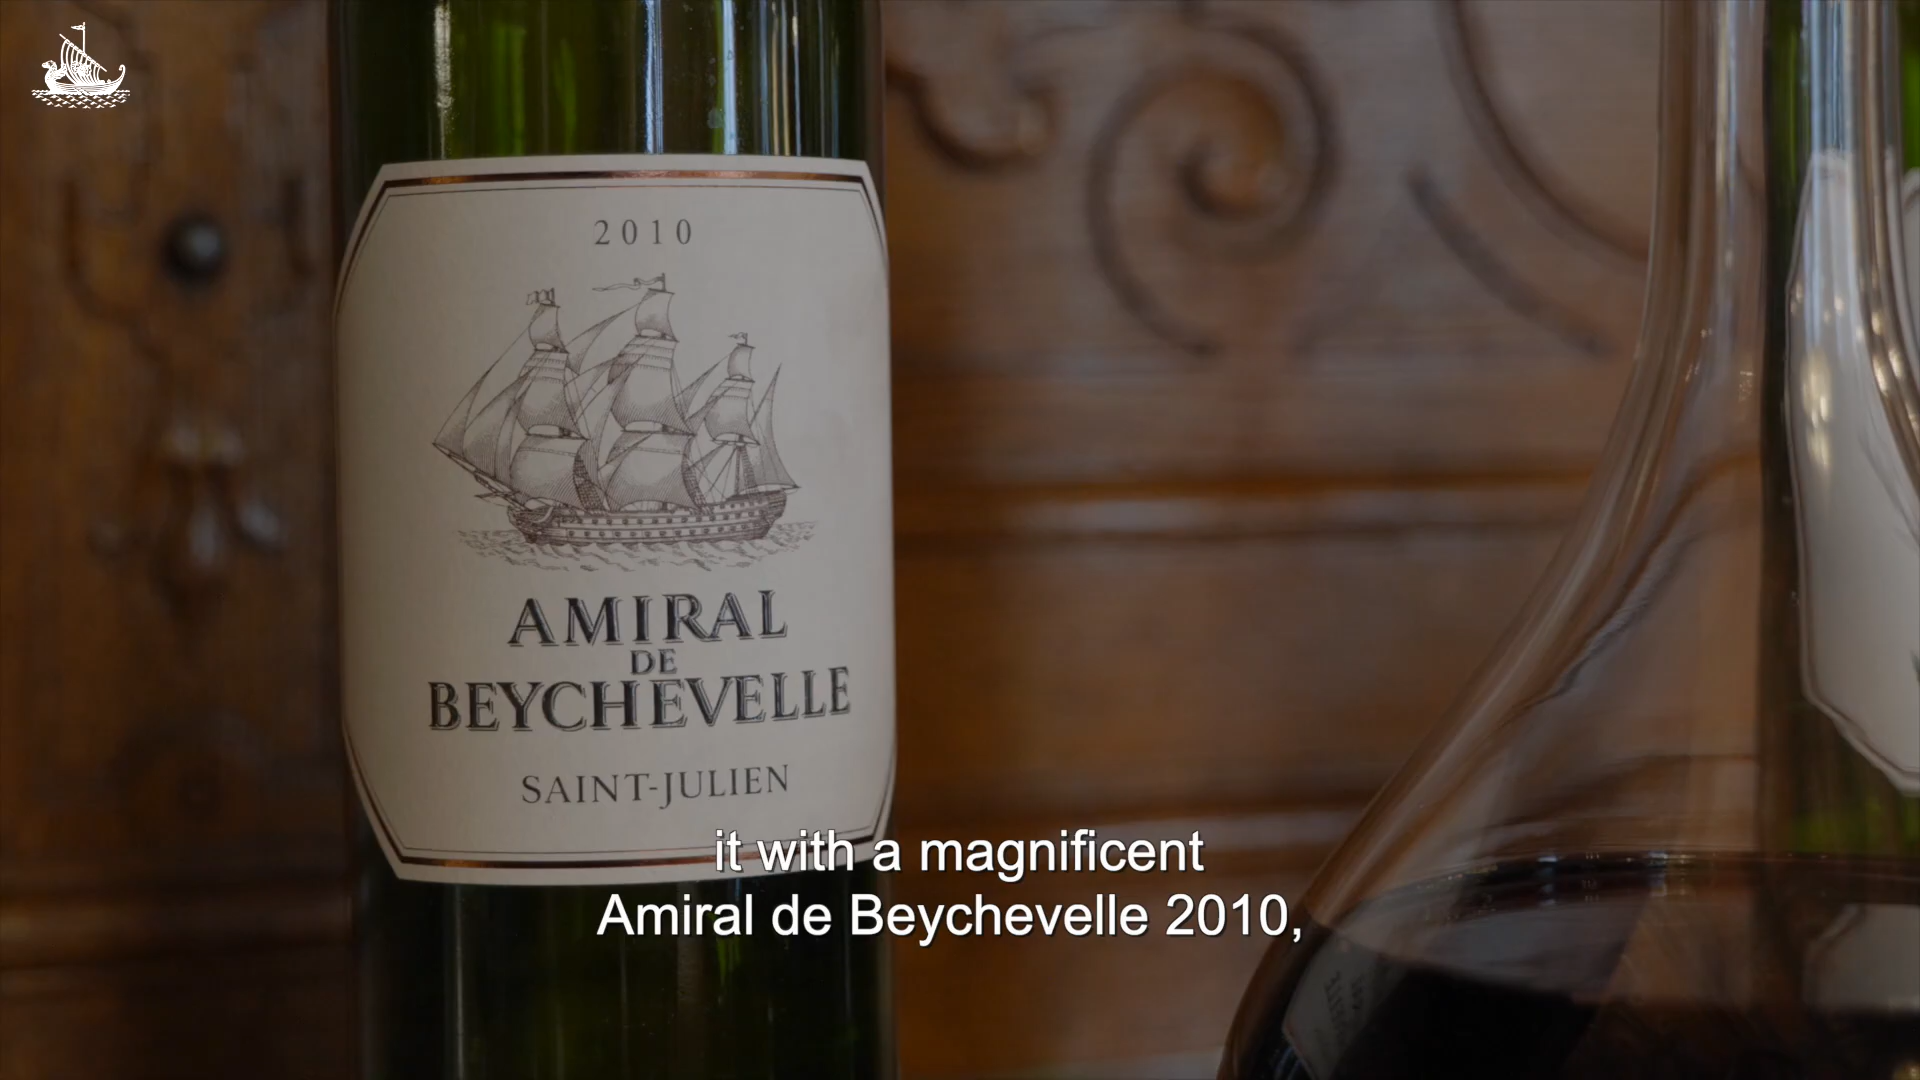 2010
AMIRAL
DE
BEYCHEVELLE
SAINT-JULIEN
it with a magnificent
Amiral de Beychevelle 2010,